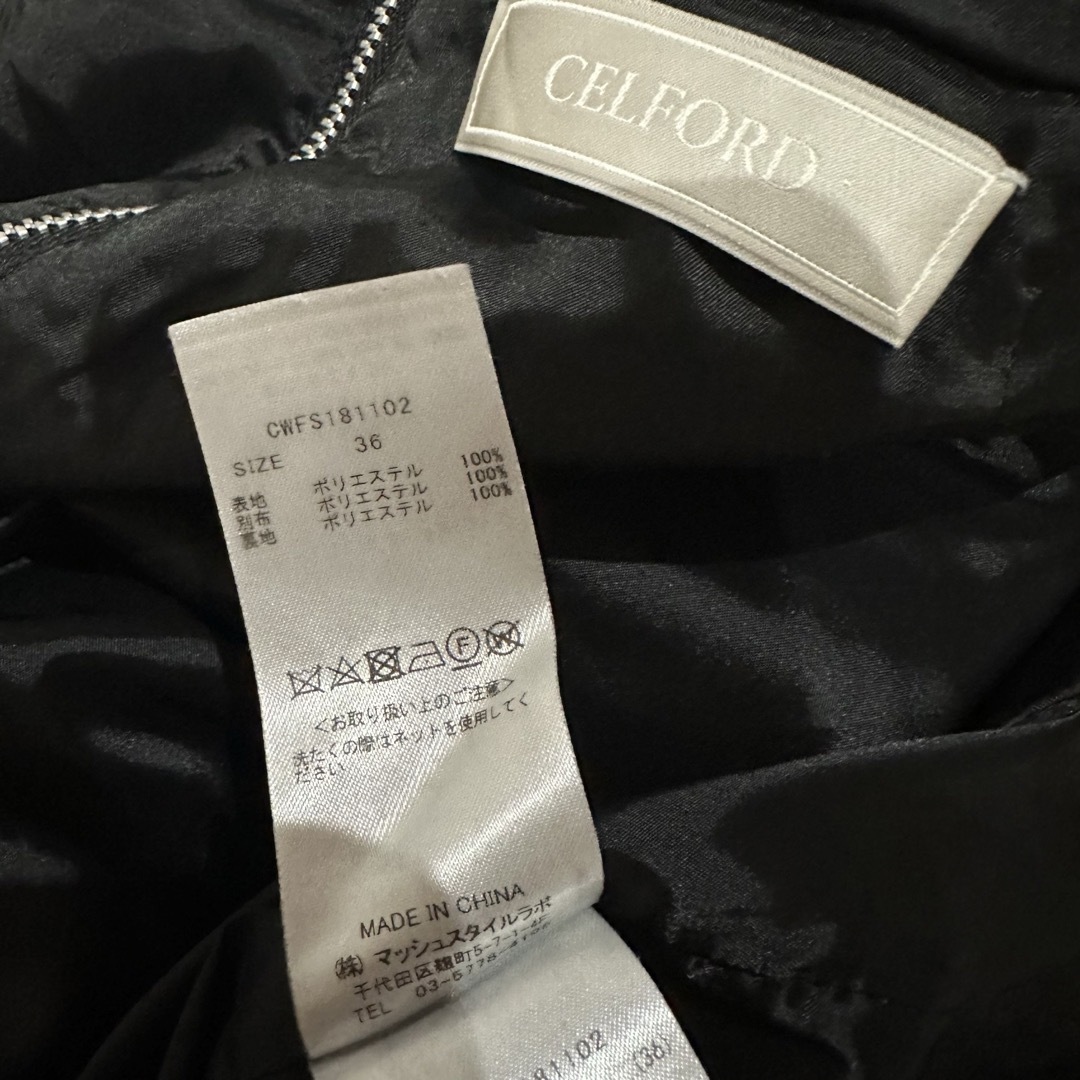 CELFORD
CWFS181102
SIZE 36
表地 ポリエステル 100%
別布 ポリエステル 100%
裏地 ポリエステル 100%
F W
<お取り扱い上のご注意>
洗たくの際はネットを使用してく
ださい
MADE IN CHINA
(株) マッシュスタイルラボ
千代田区麹町5-7-1-4F
TEL 03-5778-4136
181102
(36)